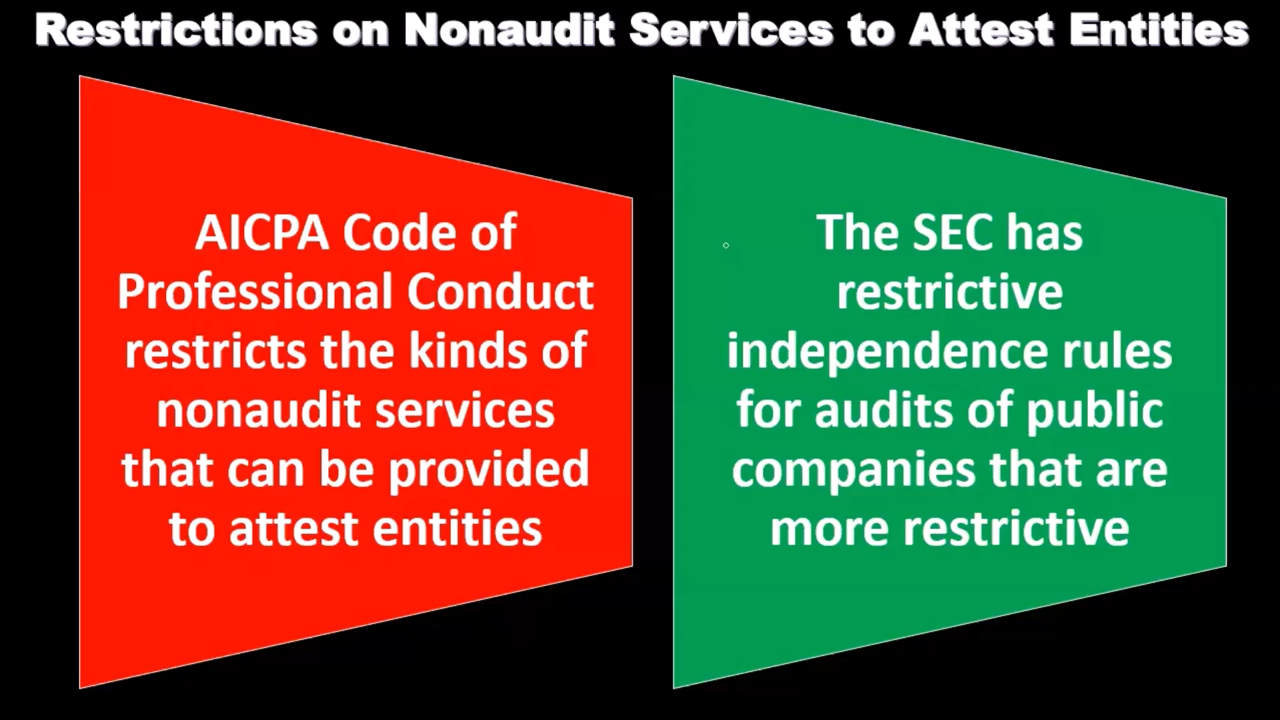 Restrictions on Nonaudit Services to Attest Entities
AICPA Code of
Professional Conduct
restricts the kinds of
nonaudit services
that can be provided
to attest entities
The SEC has
restrictive
independence rules
for audits of public
companies that are
more restrictive